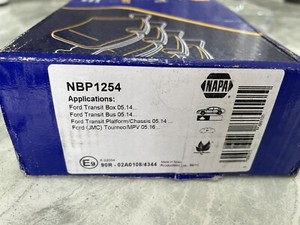 NBP1254
NAPA
Applications:
Ford Transit Box 05.14...
Ford Transit Bus 05.14...
Ford Transit Platform/Chassis 05.14...
Ford (JMC) Tourneo/MPV 05.16...
E9
90R - 02A0108/4344